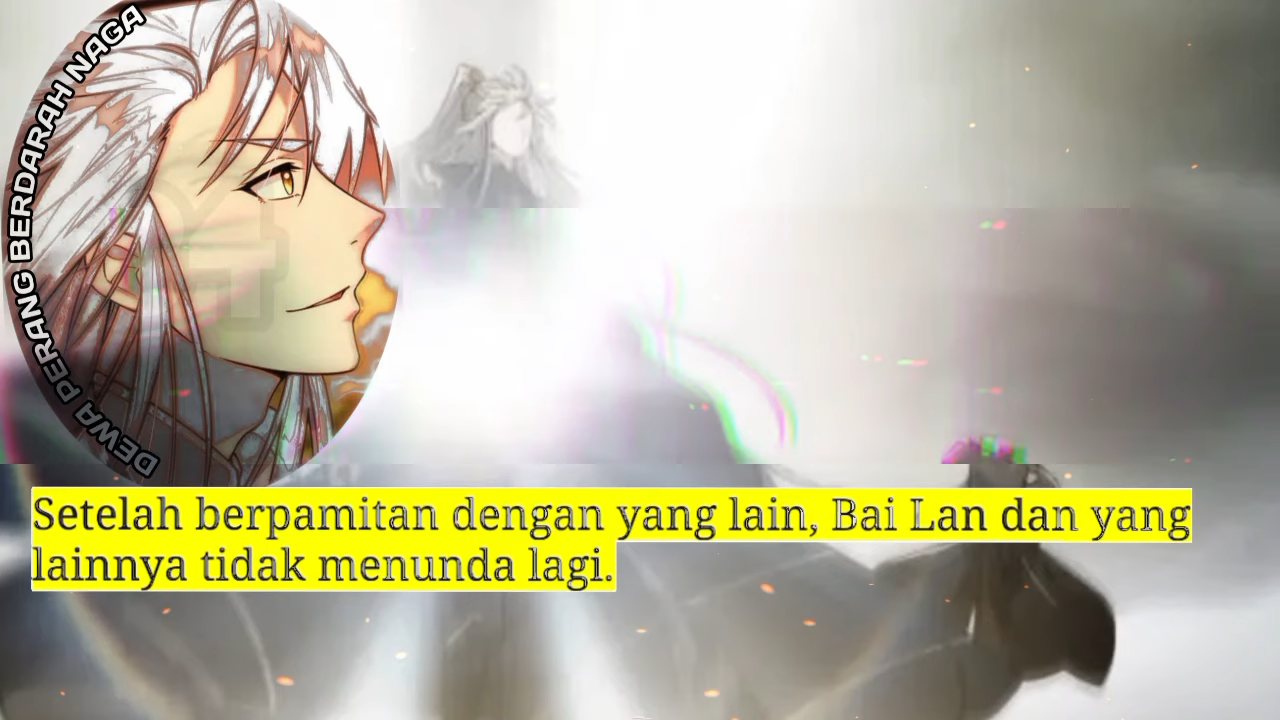 DEWA PERANG BERDARAH NAGA
Setelah berpamitan dengan yang lain, Bai Lan dan yang
lainnya tidak menunda lagi.